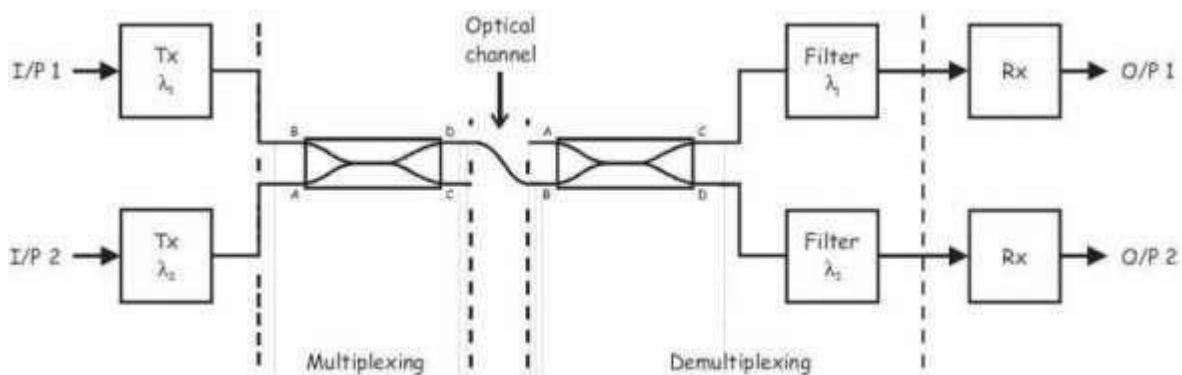 Optical
channel
I/P 1
Tx
λ₁
Filter
λ₁
Rx
O/P 1
B
D
A
C
A
C
B
D
I/P 2
Tx
λ₂
Filter
λ₂
Rx
O/P 2
Multiplexing
Demultiplexing